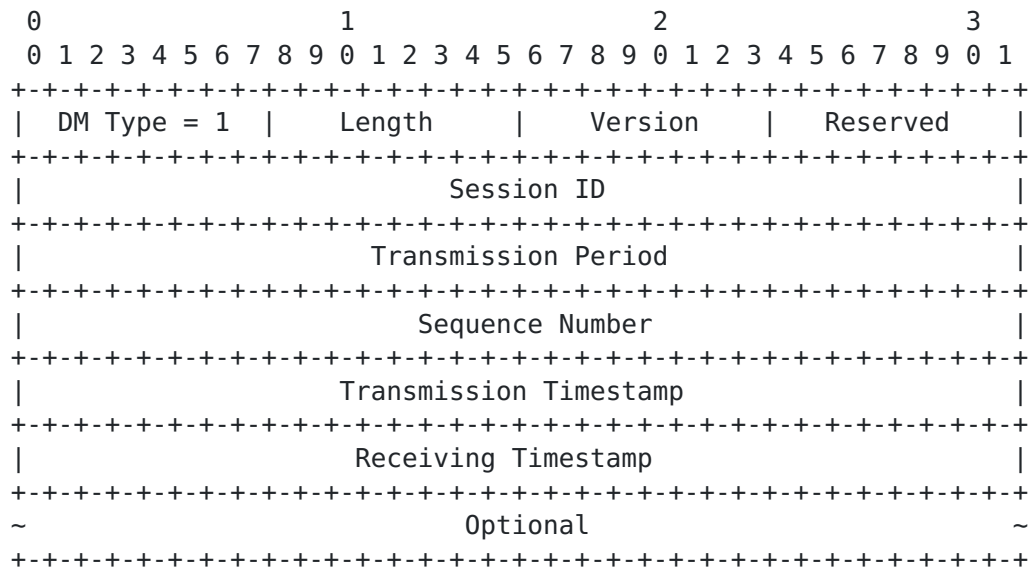 0                   1                   2                   3
 0 1 2 3 4 5 6 7 8 9 0 1 2 3 4 5 6 7 8 9 0 1 2 3 4 5 6 7 8 9 0 1
+-+-+-+-+-+-+-+-+-+-+-+-+-+-+-+-+-+-+-+-+-+-+-+-+-+-+-+-+-+-+-+-+
|  DM Type = 1  |    Length     |    Version    |   Reserved    |
+-+-+-+-+-+-+-+-+-+-+-+-+-+-+-+-+-+-+-+-+-+-+-+-+-+-+-+-+-+-+-+-+
|                           Session ID                          |
+-+-+-+-+-+-+-+-+-+-+-+-+-+-+-+-+-+-+-+-+-+-+-+-+-+-+-+-+-+-+-+-+
|                      Transmission Period                      |
+-+-+-+-+-+-+-+-+-+-+-+-+-+-+-+-+-+-+-+-+-+-+-+-+-+-+-+-+-+-+-+-+
|                         Sequence Number                       |
+-+-+-+-+-+-+-+-+-+-+-+-+-+-+-+-+-+-+-+-+-+-+-+-+-+-+-+-+-+-+-+-+
|                    Transmission Timestamp                     |
+-+-+-+-+-+-+-+-+-+-+-+-+-+-+-+-+-+-+-+-+-+-+-+-+-+-+-+-+-+-+-+-+
|                     Receiving Timestamp                       |
+-+-+-+-+-+-+-+-+-+-+-+-+-+-+-+-+-+-+-+-+-+-+-+-+-+-+-+-+-+-+-+-+
~                            Optional                           ~
+-+-+-+-+-+-+-+-+-+-+-+-+-+-+-+-+-+-+-+-+-+-+-+-+-+-+-+-+-+-+-+-+